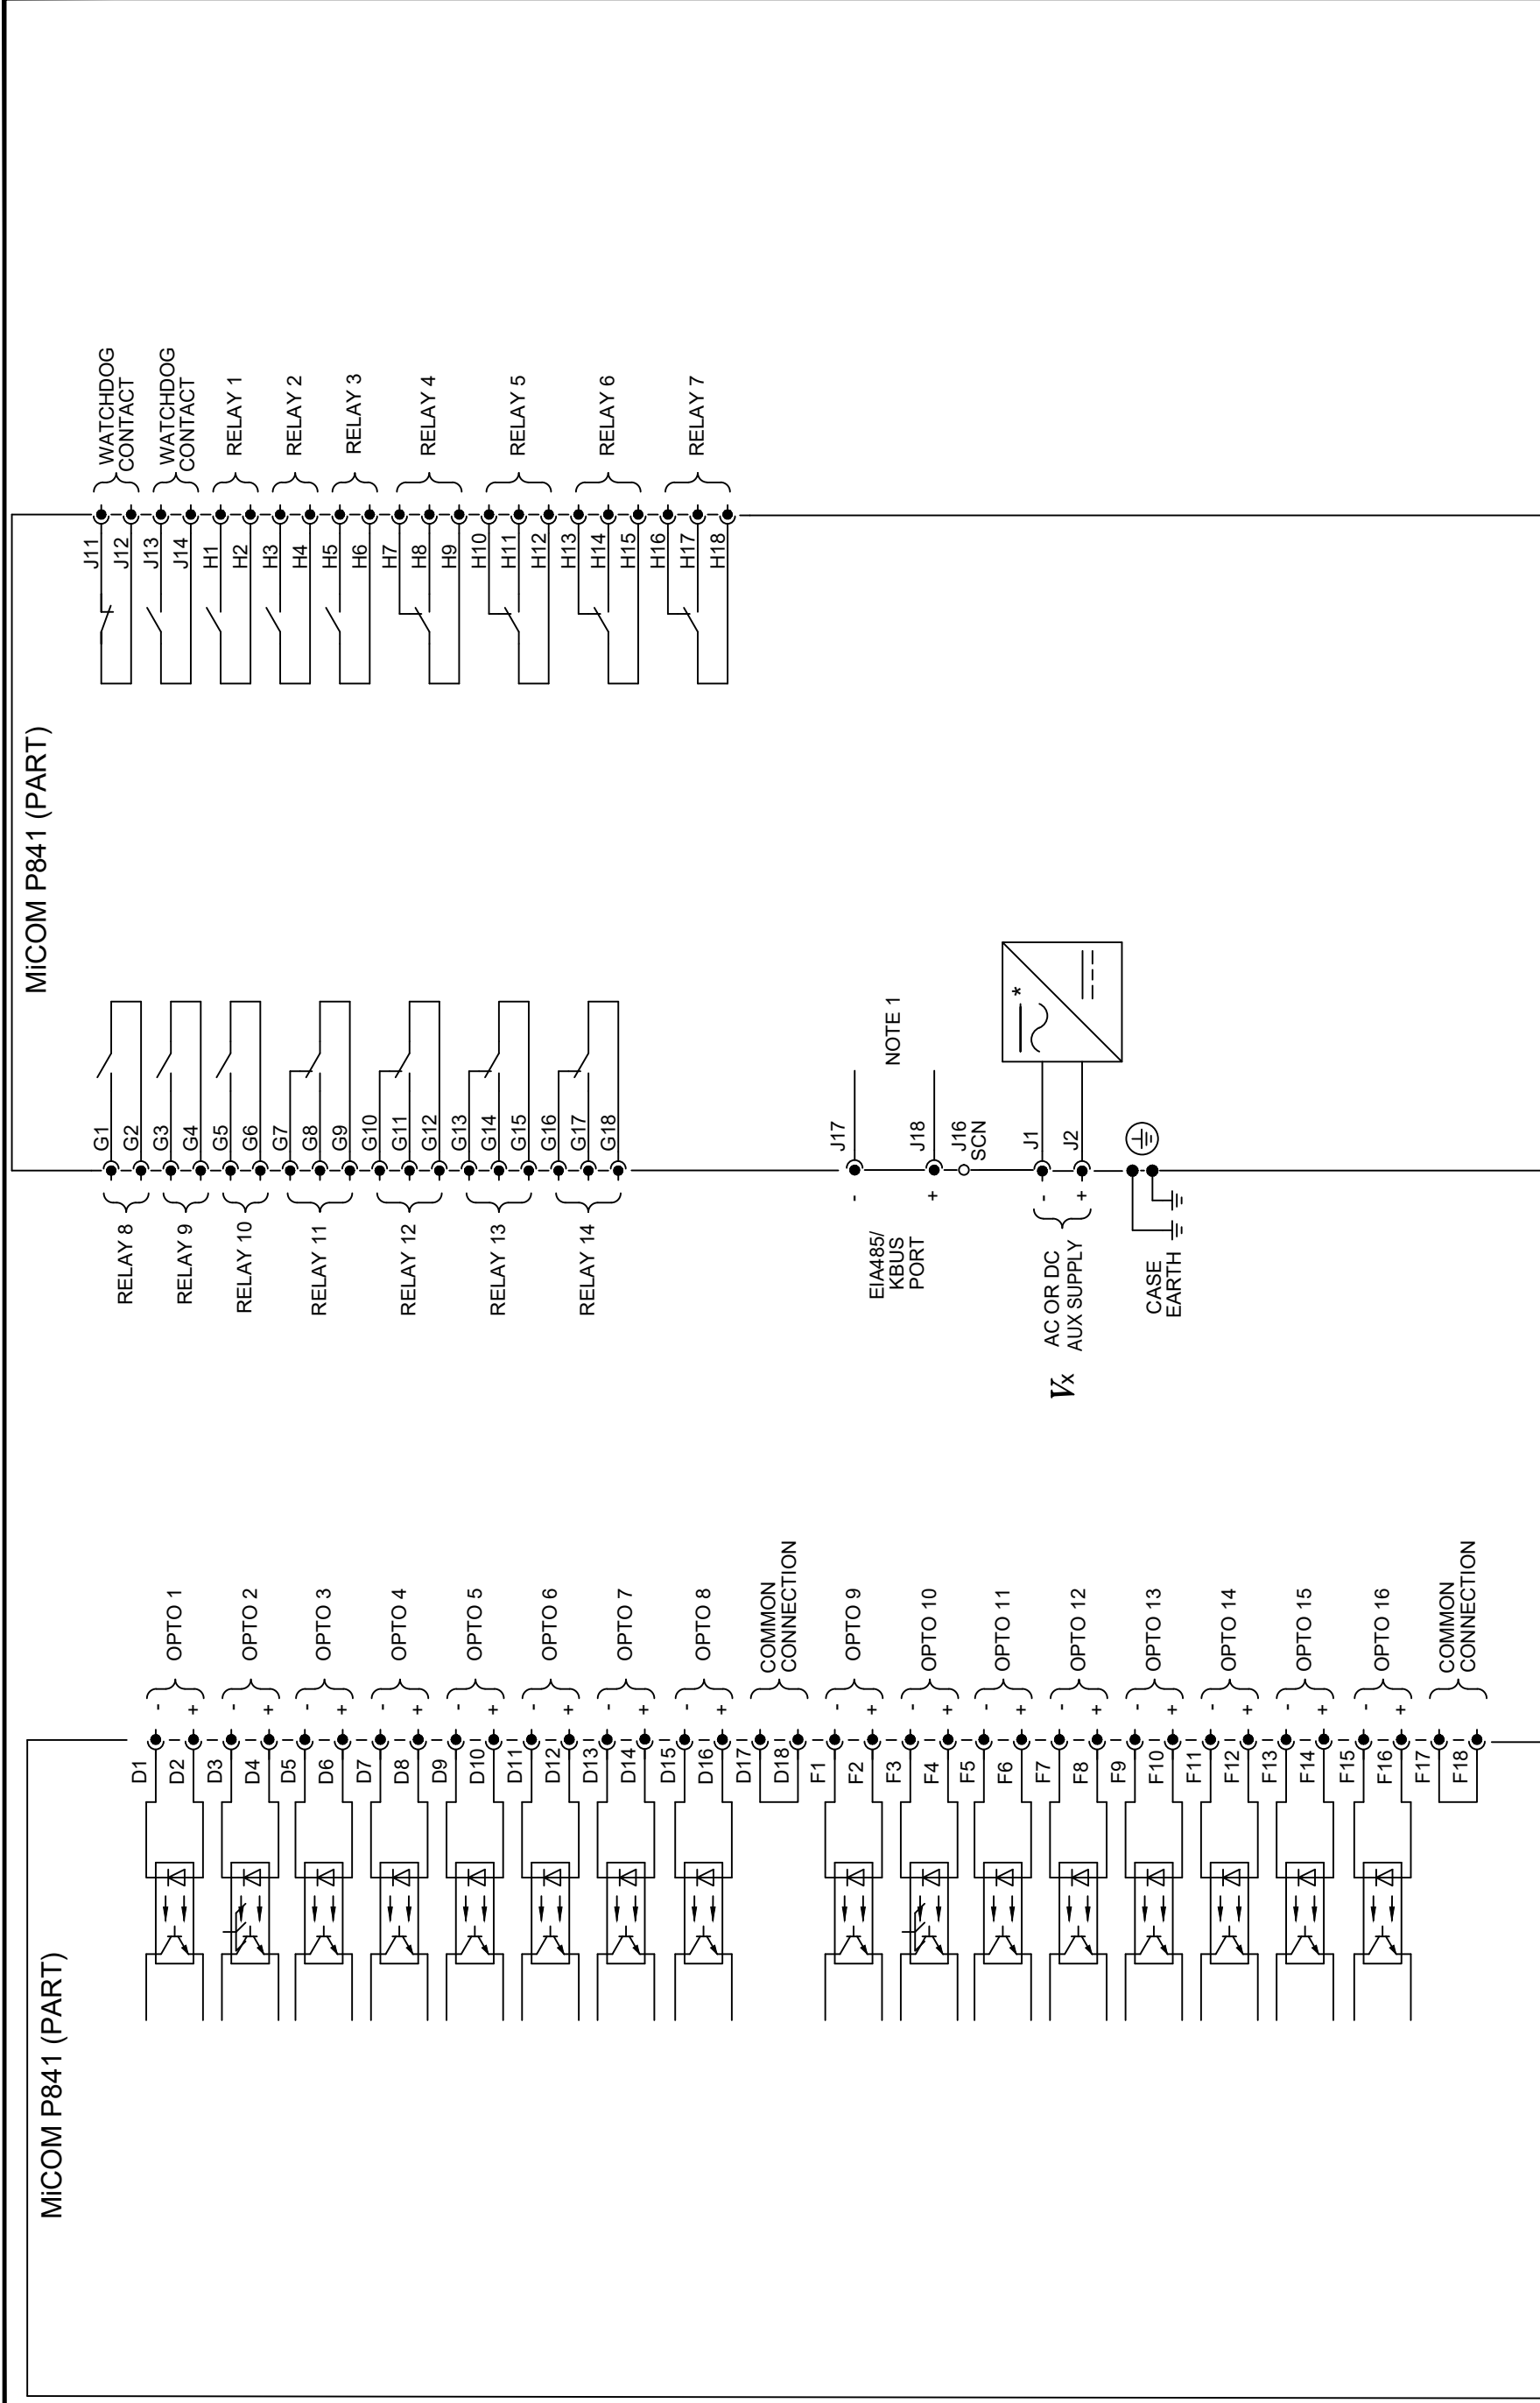 MiCOM P841 (PART)
D1
D2
D3
D4
D5
D6
D7
D8
D9
D10
D11
D12
D13
D14
D15
D16
D17
D18
F1
F2
F3
F4
F5
F6
F7
F8
F9
F10
F11
F12
F13
F14
F15
F16
F17
F18
-
+
OPTO 1
-
+
OPTO 2
-
+
OPTO 3
-
+
OPTO 4
-
+
OPTO 5
-
+
OPTO 6
-
+
OPTO 7
-
+
OPTO 8
COMMON
CONNECTION
-
+
OPTO 9
-
+
OPTO 10
-
+
OPTO 11
-
+
OPTO 12
-
+
OPTO 13
-
+
OPTO 14
-
+
OPTO 15
-
+
OPTO 16
COMMON
CONNECTION
MiCOM P841 (PART)
RELAY 8
RELAY 9
RELAY 10
RELAY 11
RELAY 12
RELAY 13
RELAY 14
G1
G2
G3
G4
G5
G6
G7
G8
G9
G10
G11
G12
G13
G14
G15
G16
G17
G18
EIA485/
KBUS
PORT
-
+
J17
J18
J16
SCN
NOTE 1
Vx
AC OR DC
AUX SUPPLY
-
+
J1
J2
*
CASE
EARTH
J11
J12
J13
J14
H1
H2
H3
H4
H5
H6
H7
H8
H9
H10
H11
H12
H13
H14
H15
H16
H17
H18
WATCHDOG
CONTACT
WATCHDOG
CONTACT
RELAY 1
RELAY 2
RELAY 3
RELAY 4
RELAY 5
RELAY 6
RELAY 7